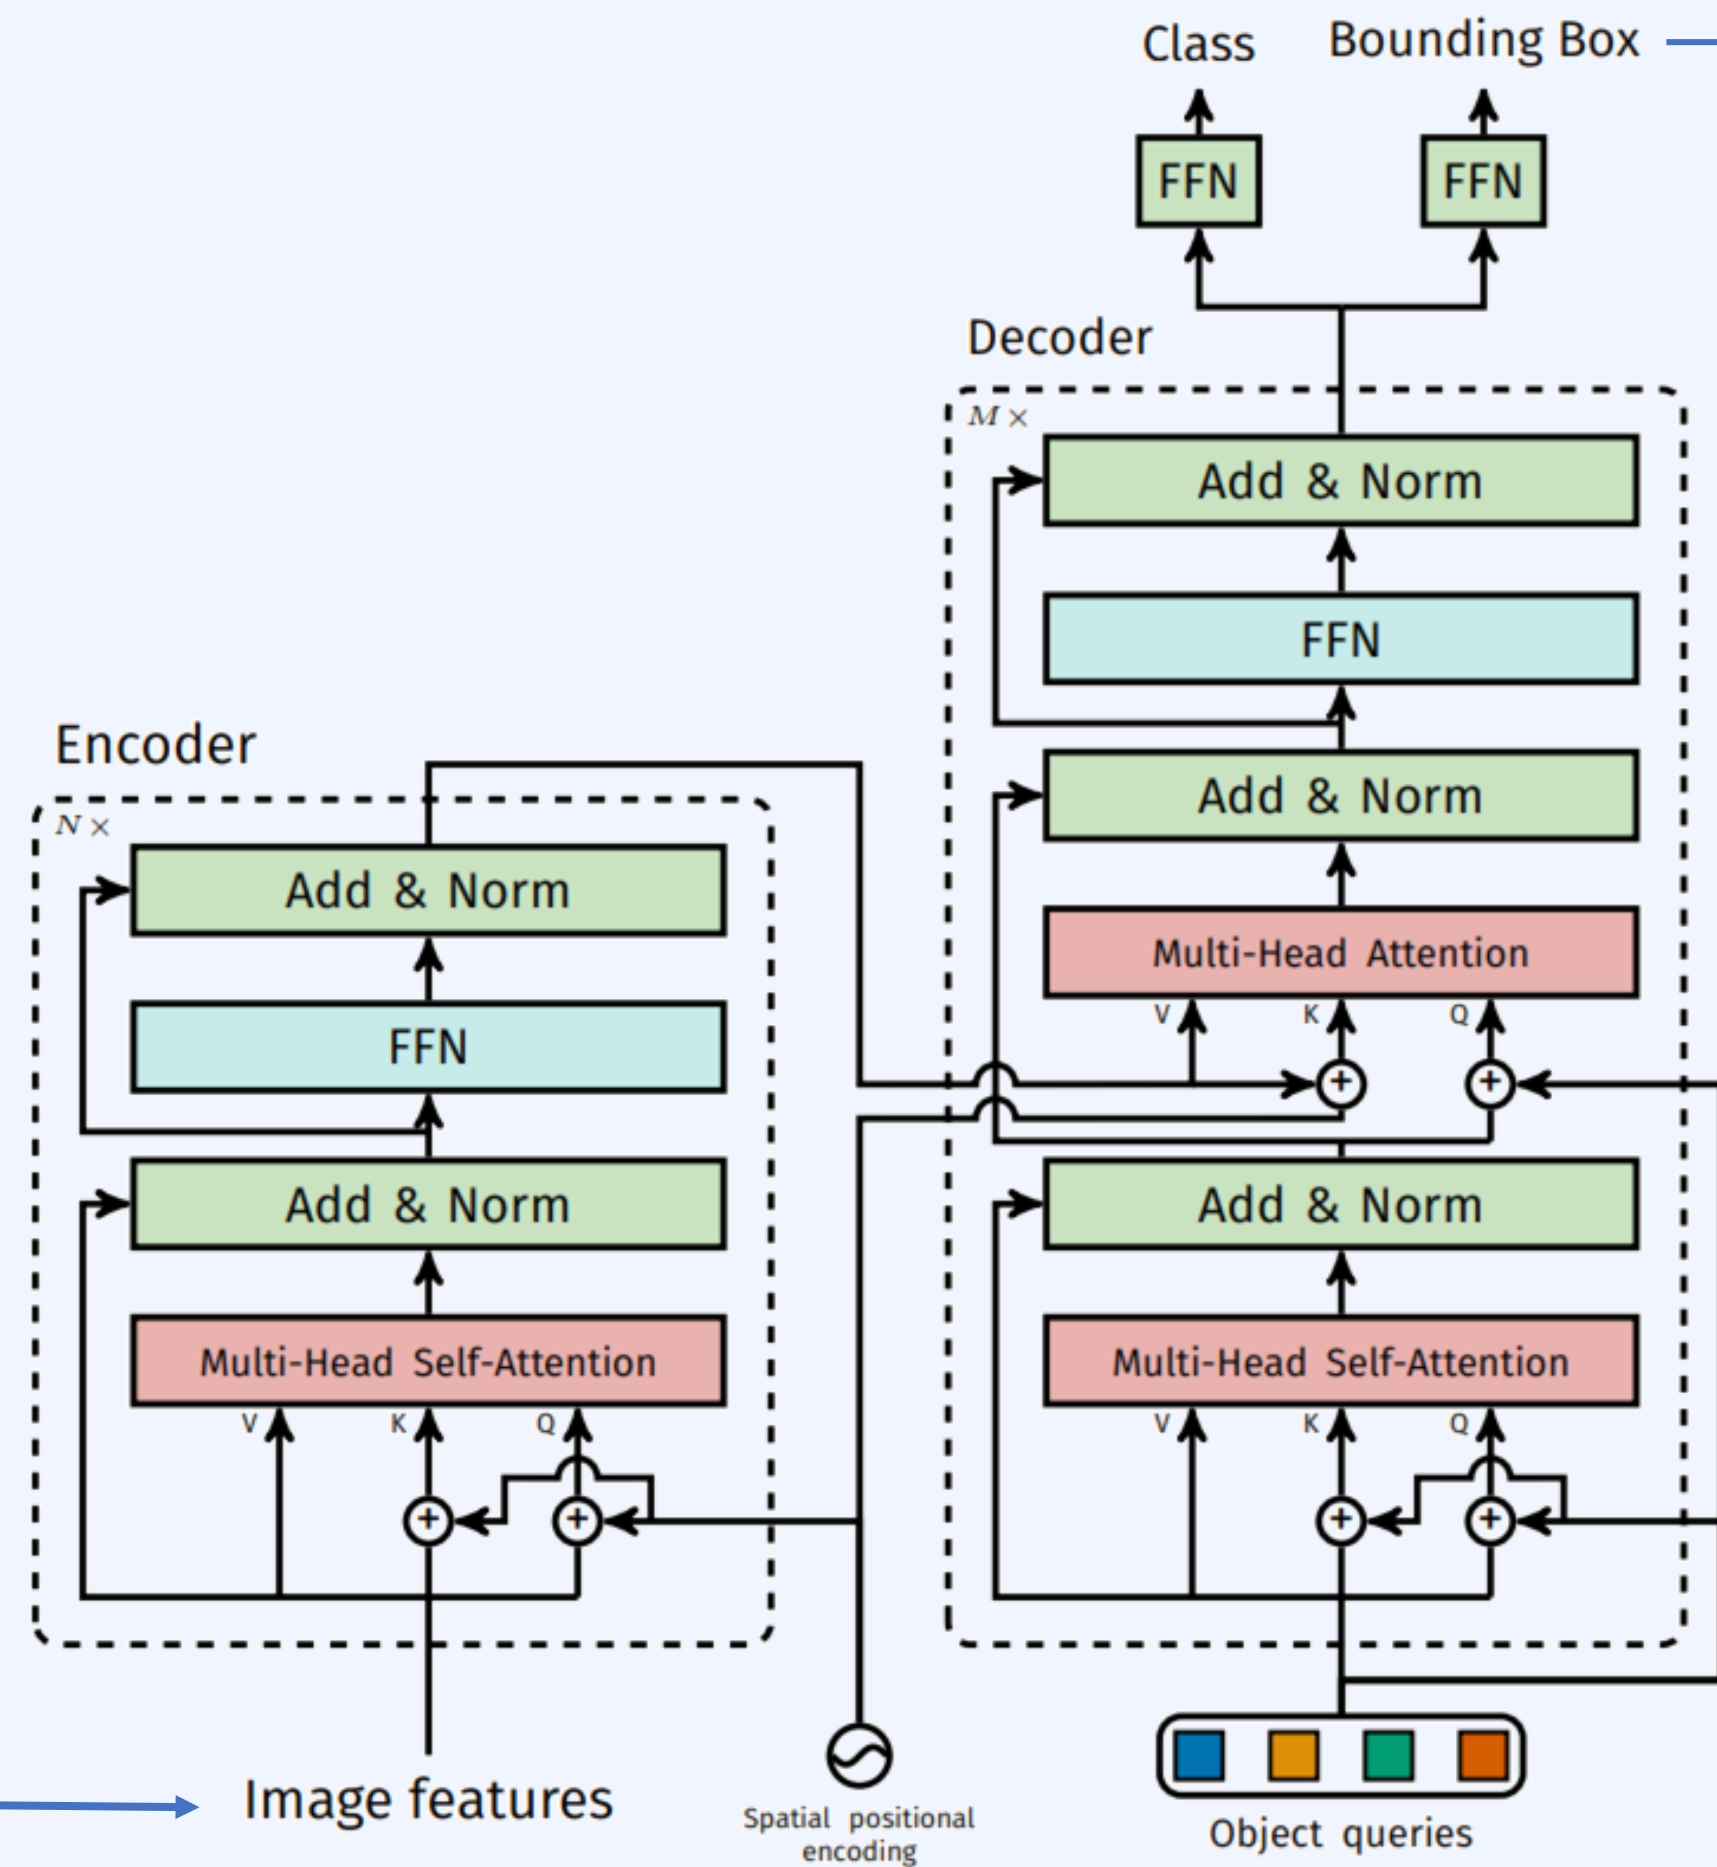 Class
Bounding Box
FFN
FFN
Decoder
M ×
Add & Norm
FFN
Add & Norm
Multi-Head Attention
V
K
Q
+
+
Add & Norm
Multi-Head Self-Attention
V
K
Q
+
+
Object queries
Encoder
N ×
Add & Norm
FFN
Add & Norm
Multi-Head Self-Attention
V
K
Q
+
+
Image features
Spatial positional
encoding